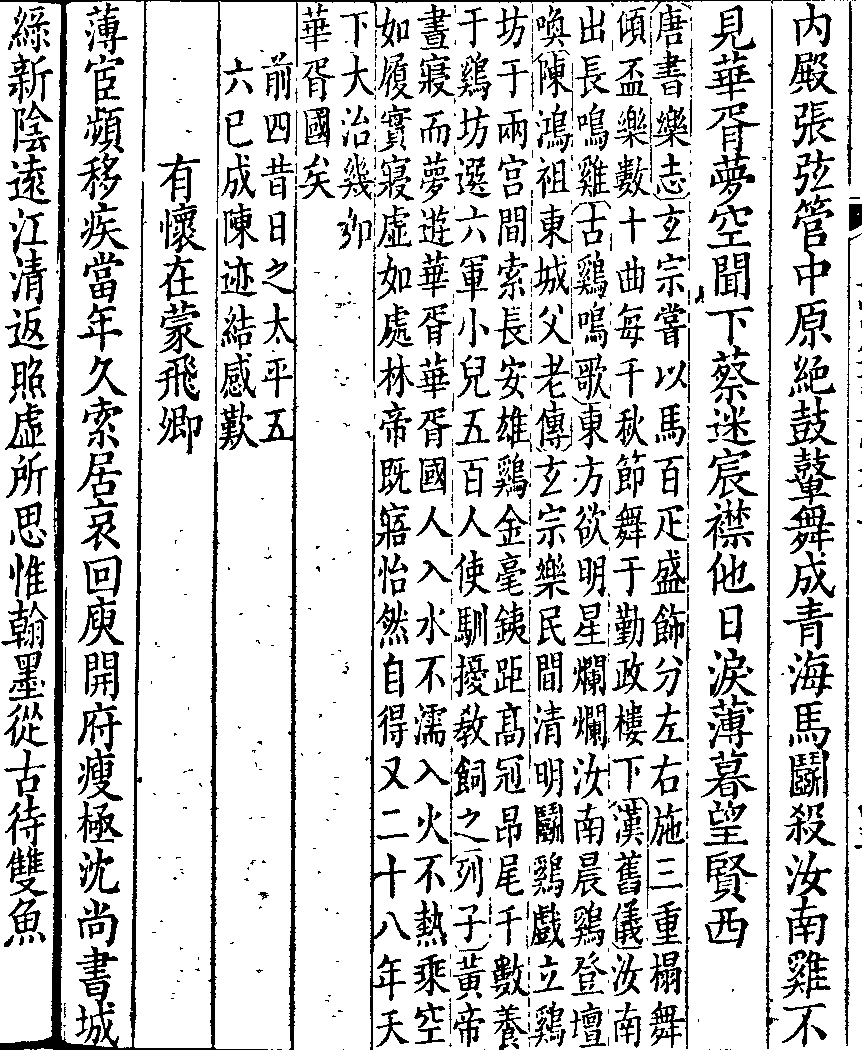 內殿張弦管中原絶鼓鼙舞成青海馬鬭殺汝南雞不
見華胥夢空聞下蔡迷宸襟他日淚薄暮望賢西
唐書樂志玄宗嘗以馬百疋盛飾分左右施三重榻舞
傾盃樂數十曲每千秋節舞于勤政樓下漢舊儀汝南
出長鳴雞古鷄鳴歌東方欲明星爛爛汝南晨鷄登壇
喚陳鴻祖東城父老傳玄宗樂民間清明鬭鷄戲立鷄
坊于兩宮間索長安雄鷄金毫銕距高冠昂尾千數養
于鷄坊選六軍小兒五百人使馴擾敎飼之列子黃帝
晝寢而夢遊華胥華胥國人入水不濡入火不熱乘空
如履實寢虛如處林帝既寤怡然自得又二十八年天
下大治幾
華胥國矣
前四昔日之太平五
六已成陳迹結感歎
有懷在蒙飛卿
薄宦頻移疾當年久索居哀回庾開府瘦極沈尚書城
綠新陰遠江清返照虛所思惟翰墨從古待雙魚